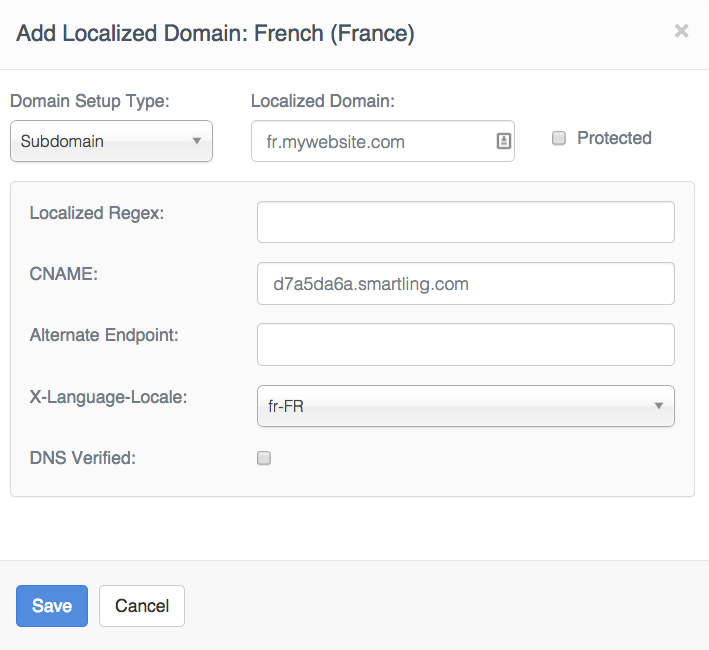 Add Localized Domain: French (France)
Domain Setup Type: Localized Domain:
Subdomain fr.mywebsite.com Protected
Localized Regex:
CNAME: d7a5da6a.smartling.com
Alternate Endpoint:
X-Language-Locale: fr-FR
DNS Verified:
Save Cancel